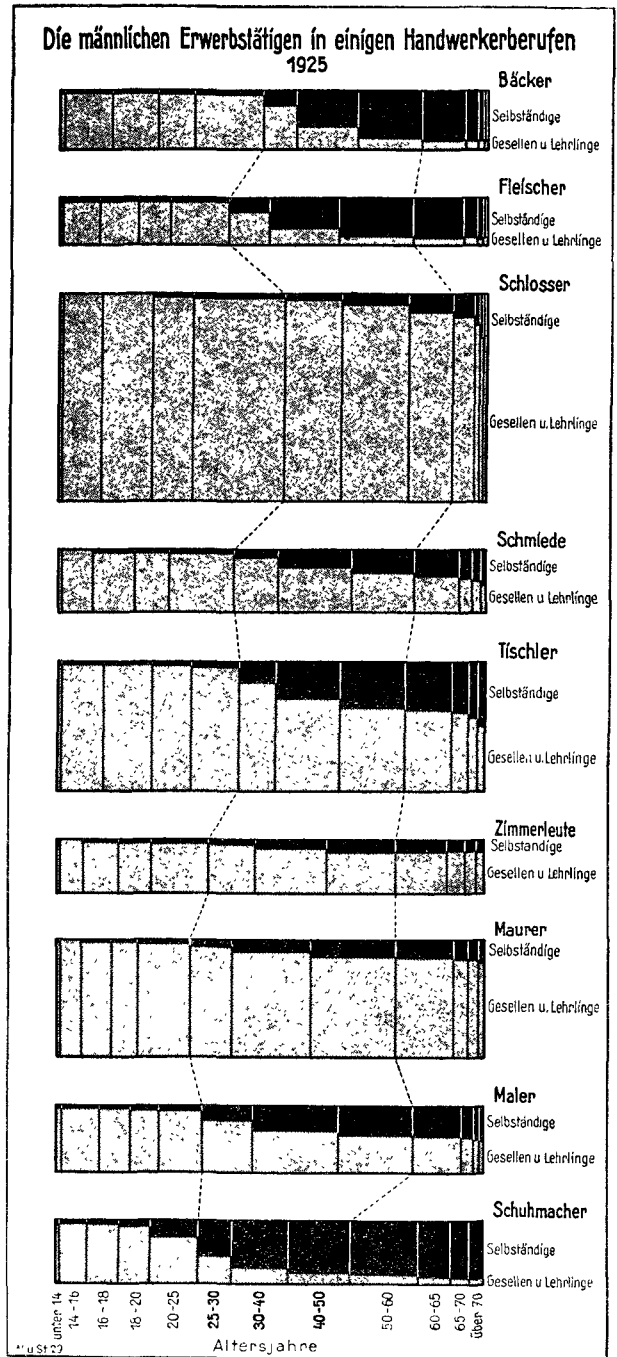 Die männlichen Erwerbstätigen in einigen Handwerkerberufen
1925
Bäcker
Selbständige
Gesellen u Lehrlinge
Fleischer
Selbständige
Gesellen u Lehrlinge
Schlosser
Selbständige
Gesellen u. Lehrlinge
Schmiede
Selbständige
Gesellen u Lehrlinge
Tischler
Selbständige
Gesellen u. Lehrlinge
Zimmerleute
Selbständige
Gesellen u Lehrlinge
Maurer
Selbständige
Gesellen u. Lehrlinge
Maler
Selbständige
Gesellen u Lehrlinge
Schuhmacher
Selbständige
Gesellen u Lehrlinge
unter 14
14-16
16-18
18-20
20-25
25-30
30-40
40-50
50-60
60-65
65-70
über 70
Altersjahre
u St 29